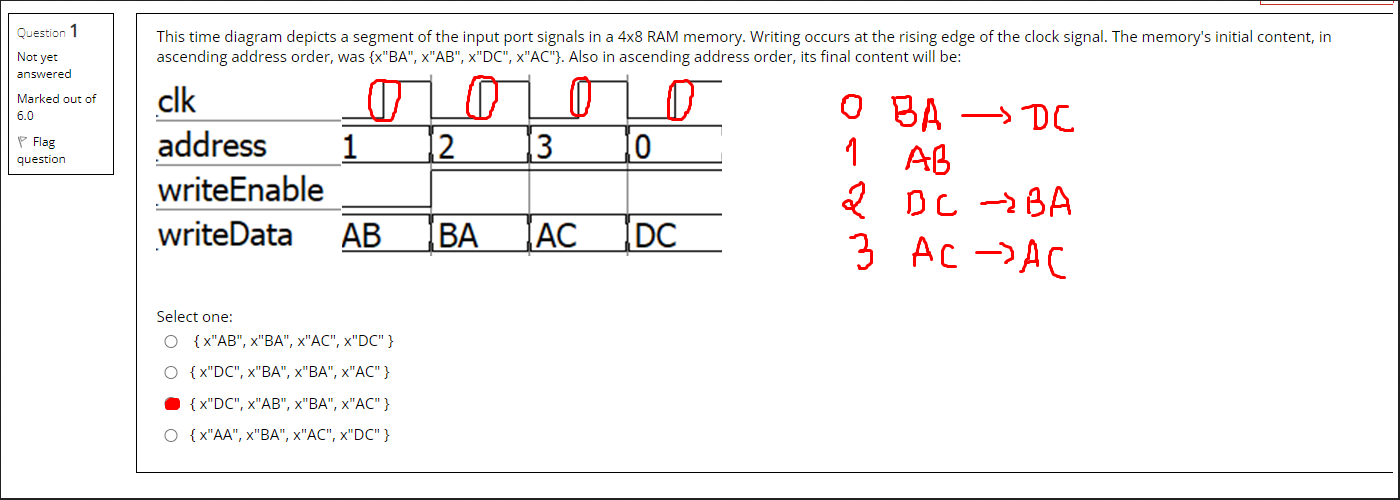 Question 1
Not yet
answered
Marked out of
6.0
Flag
question
This time diagram depicts a segment of the input port signals in a 4x8 RAM memory. Writing occurs at the rising edge of the clock signal. The memory's initial content, in
ascending address order, was {x"BA", x"AB", x"DC", x"AC"}. Also in ascending address order, its final content will be:
clk
address 1 2 3 0
writeEnable
writeData AB BA AC DC
0 BA → DC
1 AB
2 DC → BA
3 AC → AC
Select one:
{ x"AB", x"BA", x"AC", x"DC" }
{ x"DC", x"BA", x"BA", x"AC" }
{ x"DC", x"AB", x"BA", x"AC" }
{ x"AA", x"BA", x"AC", x"DC" }